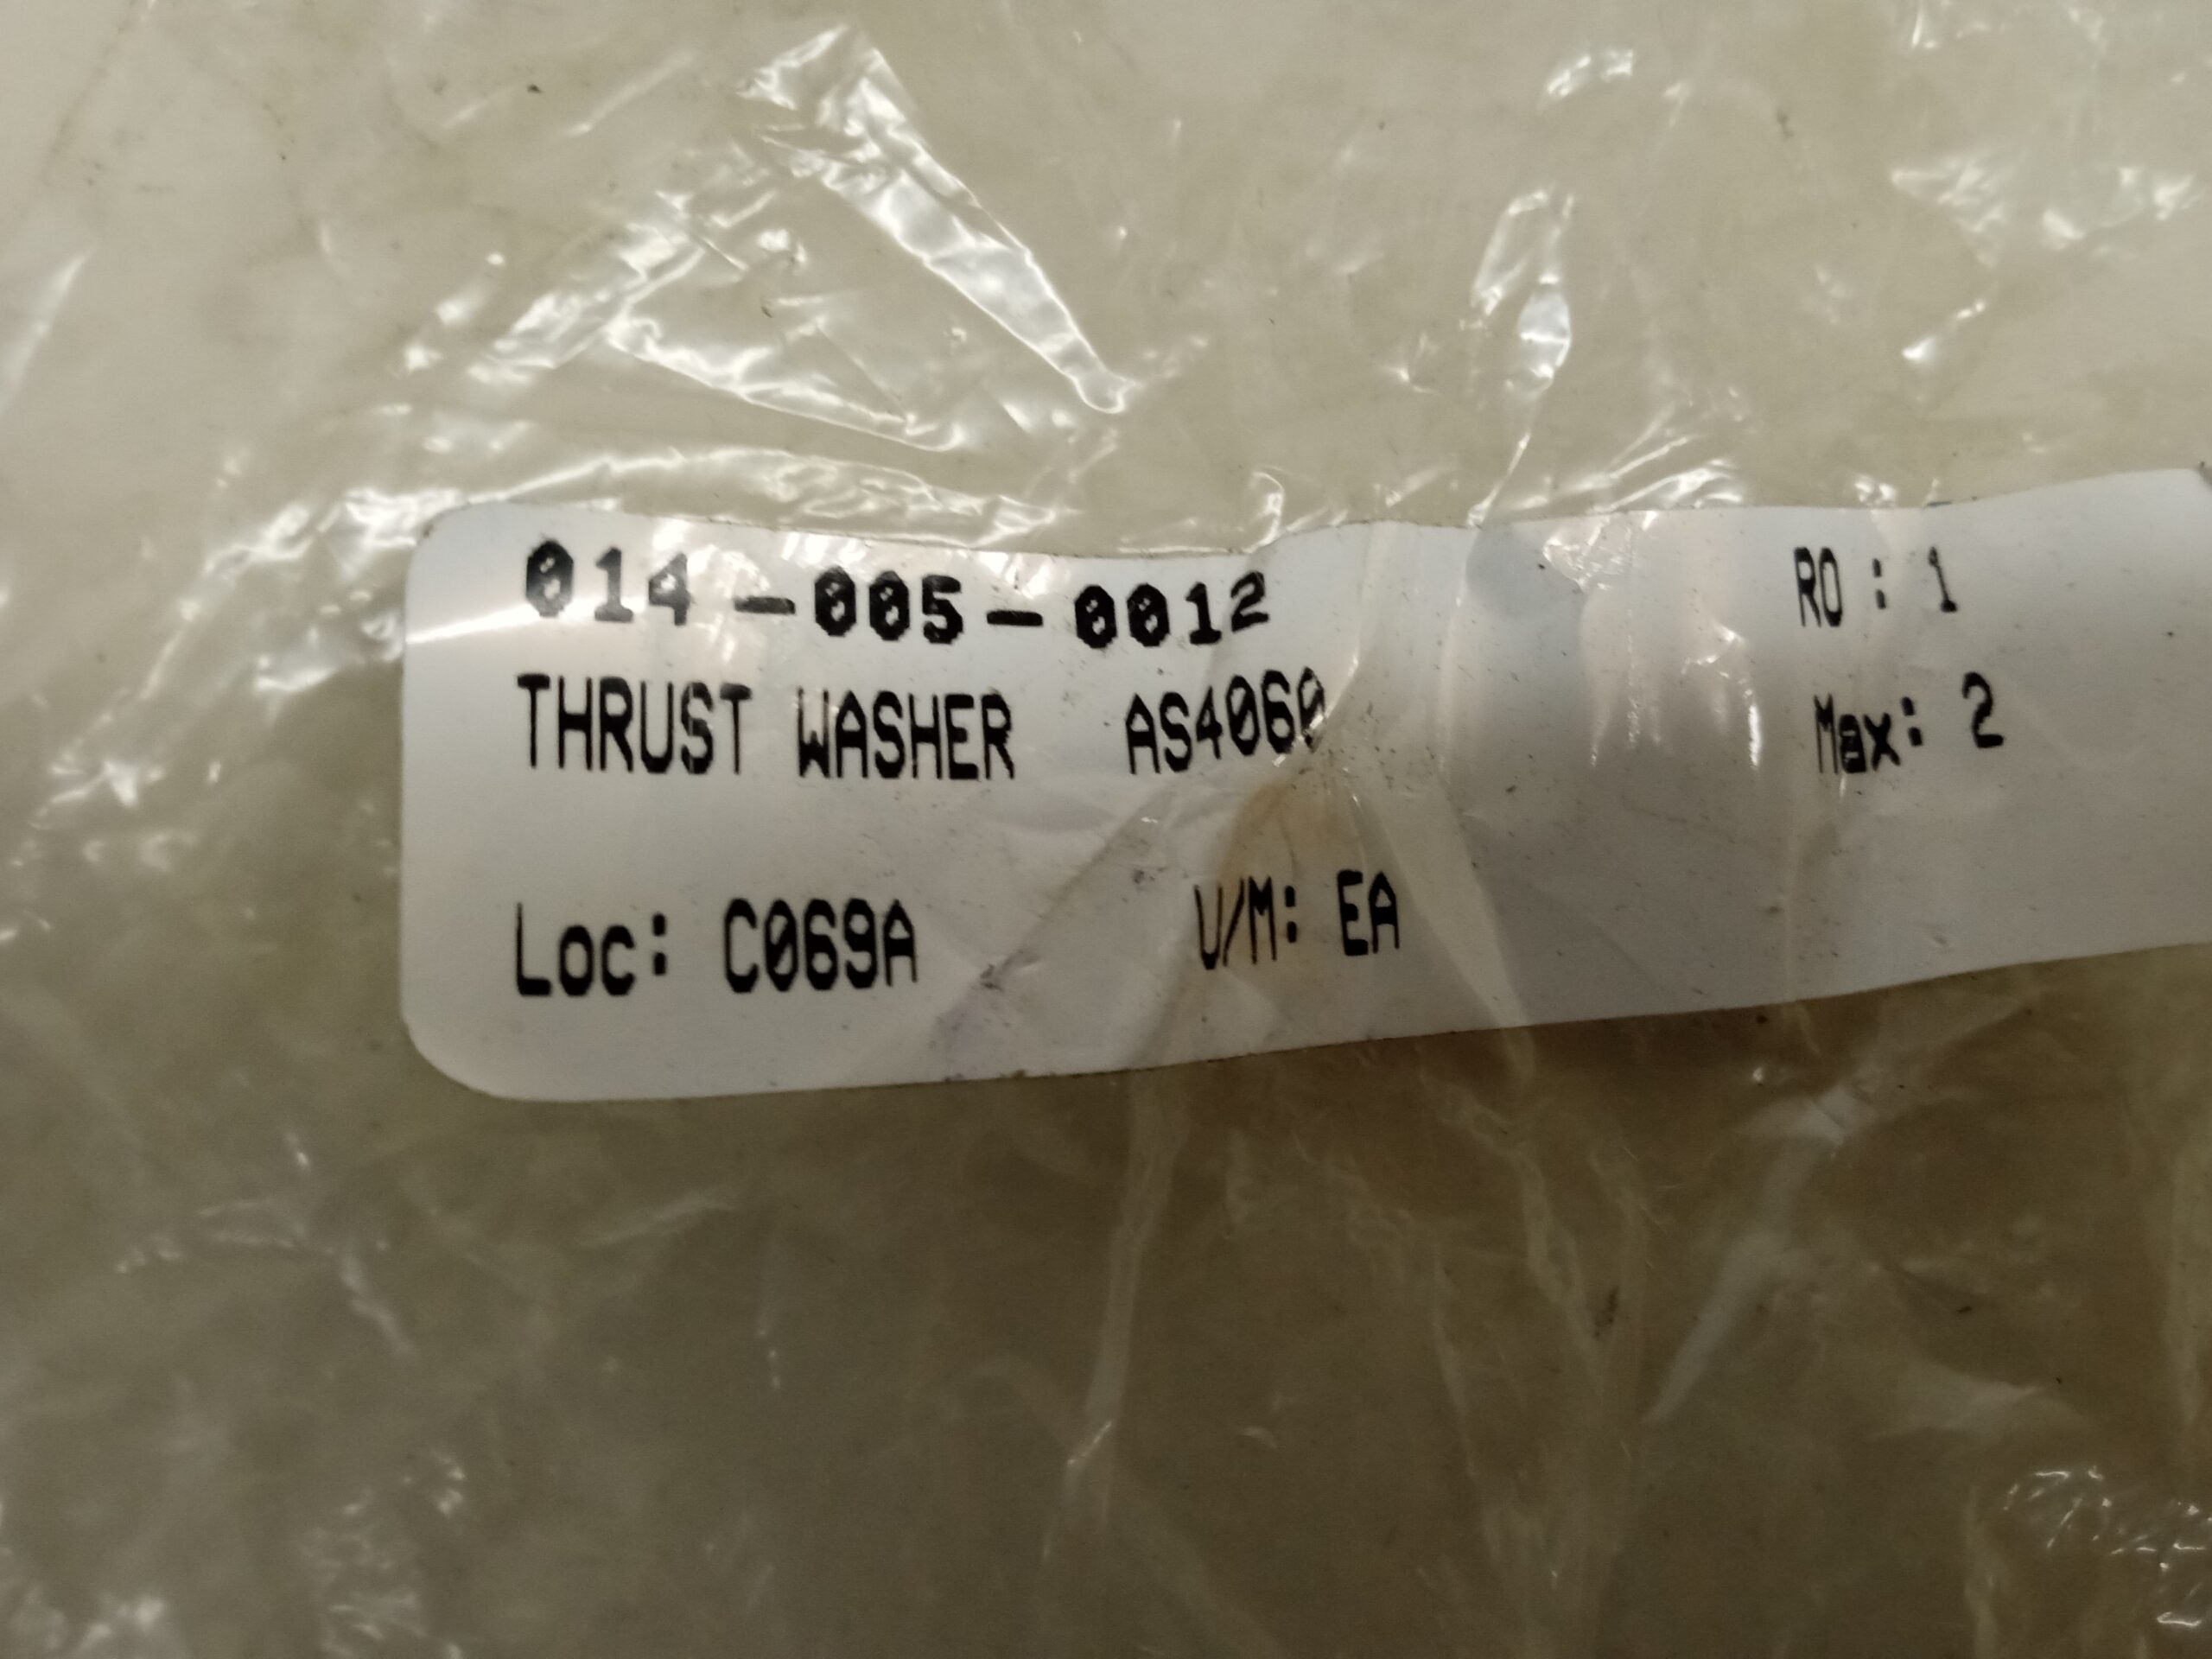 014-005-0012
RO : 1
THRUST WASHER AS4060
Max: 2
Loc: C069A
U/M: EA